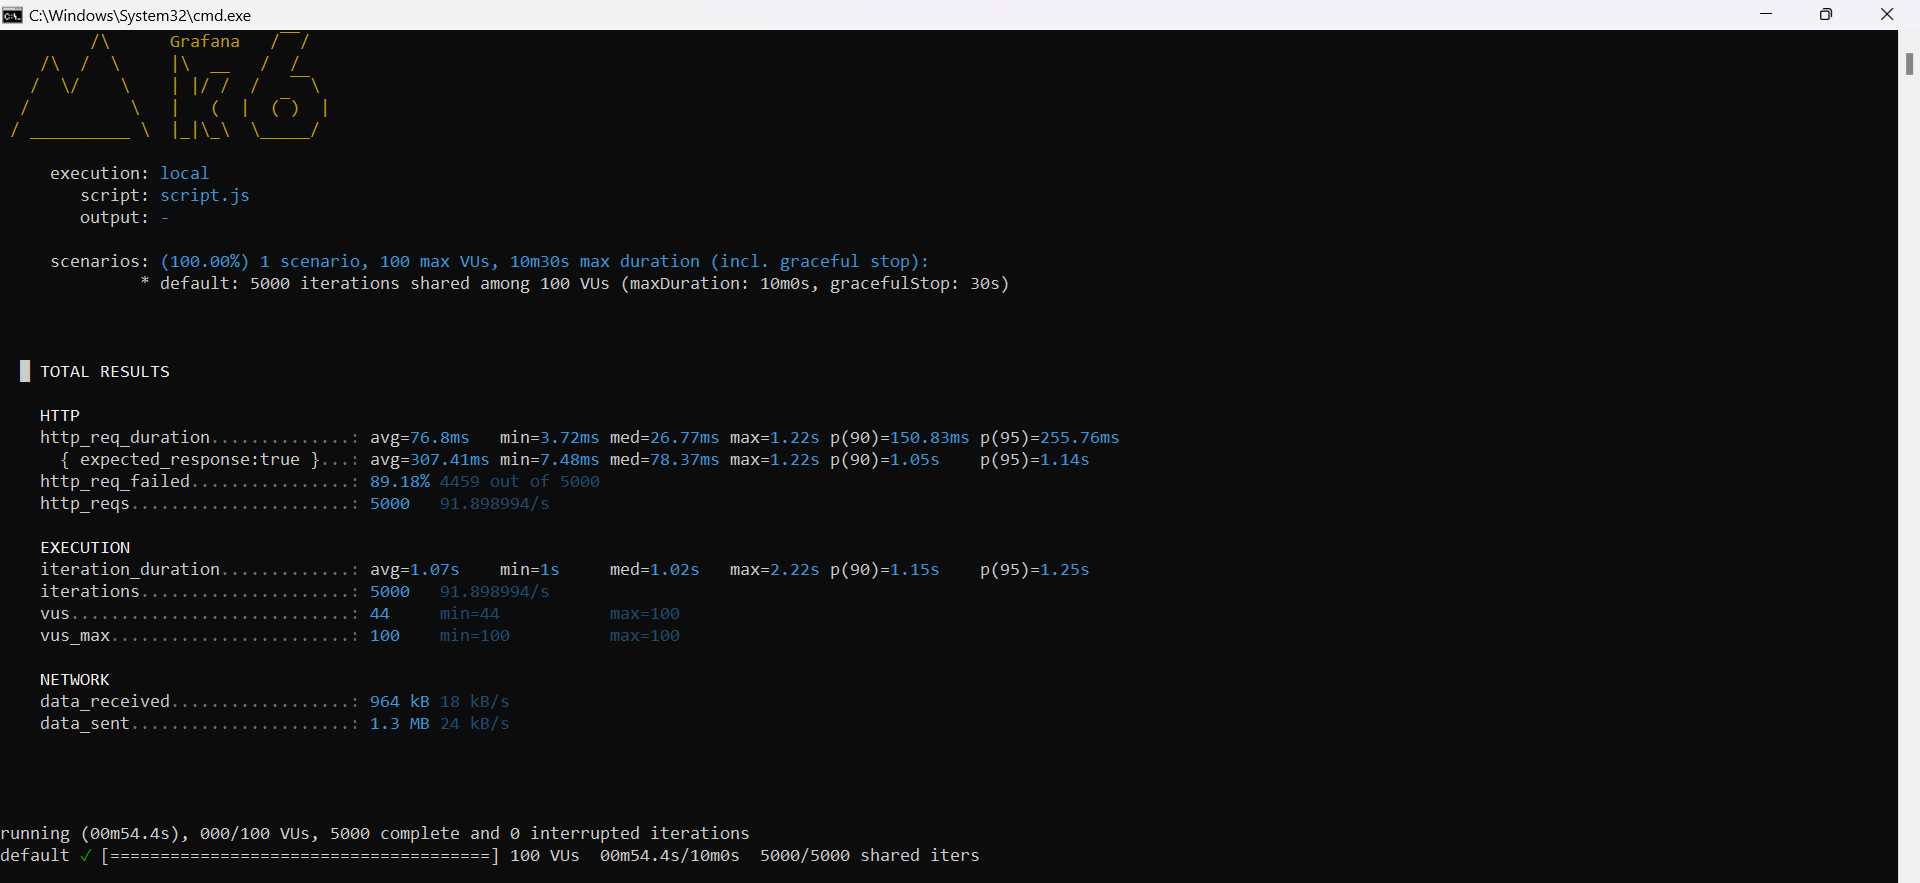 C:\Windows\System32\cmd.exe
         /\      Grafana   /‾‾/
    /\  /  \     |\  __   /  /
   /  \/    \    | |/ /  /   ‾‾\
  /          \   |   (  |  (‾)  |
 / __________ \  |_|\_\  \_____/
execution: local
script: script.js
output: -
scenarios: (100.00%) 1 scenario, 100 max VUs, 10m30s max duration (incl. graceful stop):
* default: 5000 iterations shared among 100 VUs (maxDuration: 10m0s, gracefulStop: 30s)
█ TOTAL RESULTS
HTTP
http_req_duration..............: avg=76.8ms   min=3.72ms med=26.77ms max=1.22s p(90)=150.83ms p(95)=255.76ms
{ expected_response:true }...: avg=307.41ms min=7.48ms med=78.37ms max=1.22s p(90)=1.05s    p(95)=1.14s
http_req_failed................: 89.18% 4459 out of 5000
http_reqs......................: 5000   91.898994/s
EXECUTION
iteration_duration.............: avg=1.07s    min=1s     med=1.02s   max=2.22s p(90)=1.15s    p(95)=1.25s
iterations.....................: 5000   91.898994/s
vus............................: 44     min=44           max=100
vus_max........................: 100    min=100          max=100
NETWORK
data_received..................: 964 kB 18 kB/s
data_sent......................: 1.3 MB 24 kB/s
running (00m54.4s), 000/100 VUs, 5000 complete and 0 interrupted iterations
default ✓ [======================================] 100 VUs  00m54.4s/10m0s  5000/5000 shared iters